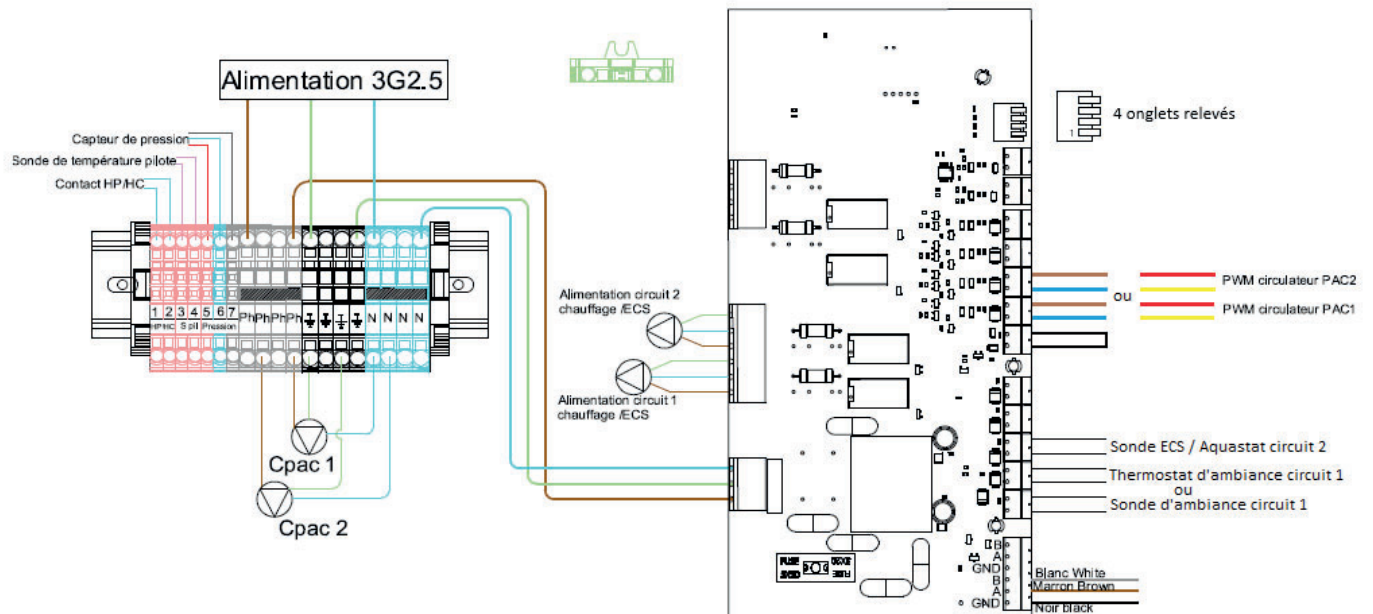 Alimentation 3G2.5
Capteur de pression
Sonde de température pilote
Contact HP/HC
1 2 3 4 5 6 7
HP/HC S pil Pression
Ph Ph Ph Ph
N N N N
Cpac 1
Cpac 2
Alimentation circuit 2
chauffage /ECS
Alimentation circuit 1
chauffage /ECS
1
4 onglets relevés
ou
PWM circulateur PAC2
PWM circulateur PAC1
Sonde ECS / Aquastat circuit 2
Thermostat d'ambiance circuit 1
ou
Sonde d'ambiance circuit 1
B
A
GND
B
A
GND
Blanc White
Marron Brown
Noir black
FUSE